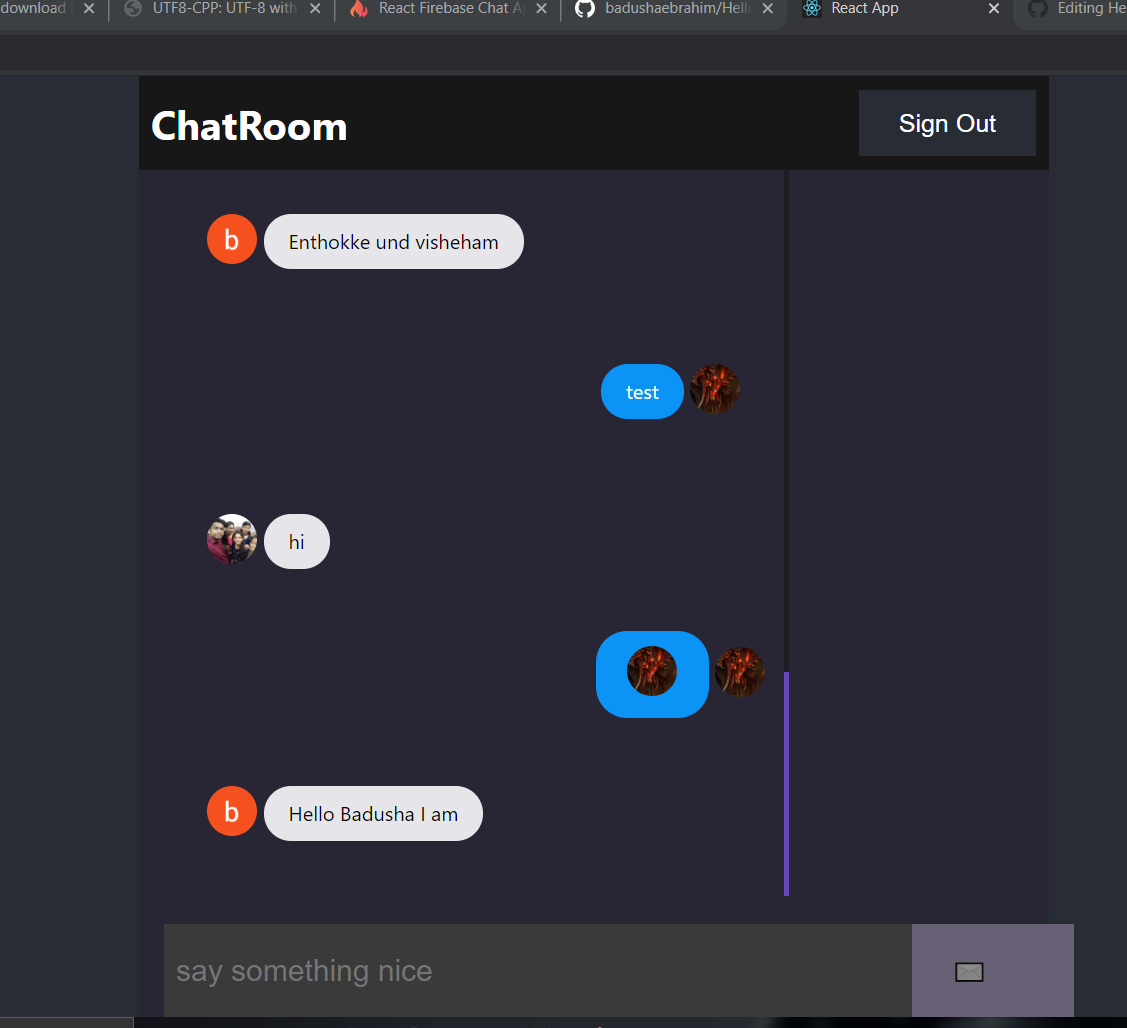 download
UTF8-CPP: UTF-8 with
React Firebase Chat A
badushaebrahim/Hell
React App
Editing He
ChatRoom
Sign Out
b
Enthokke und visheham
test
hi
b
Hello Badusha I am
say something nice